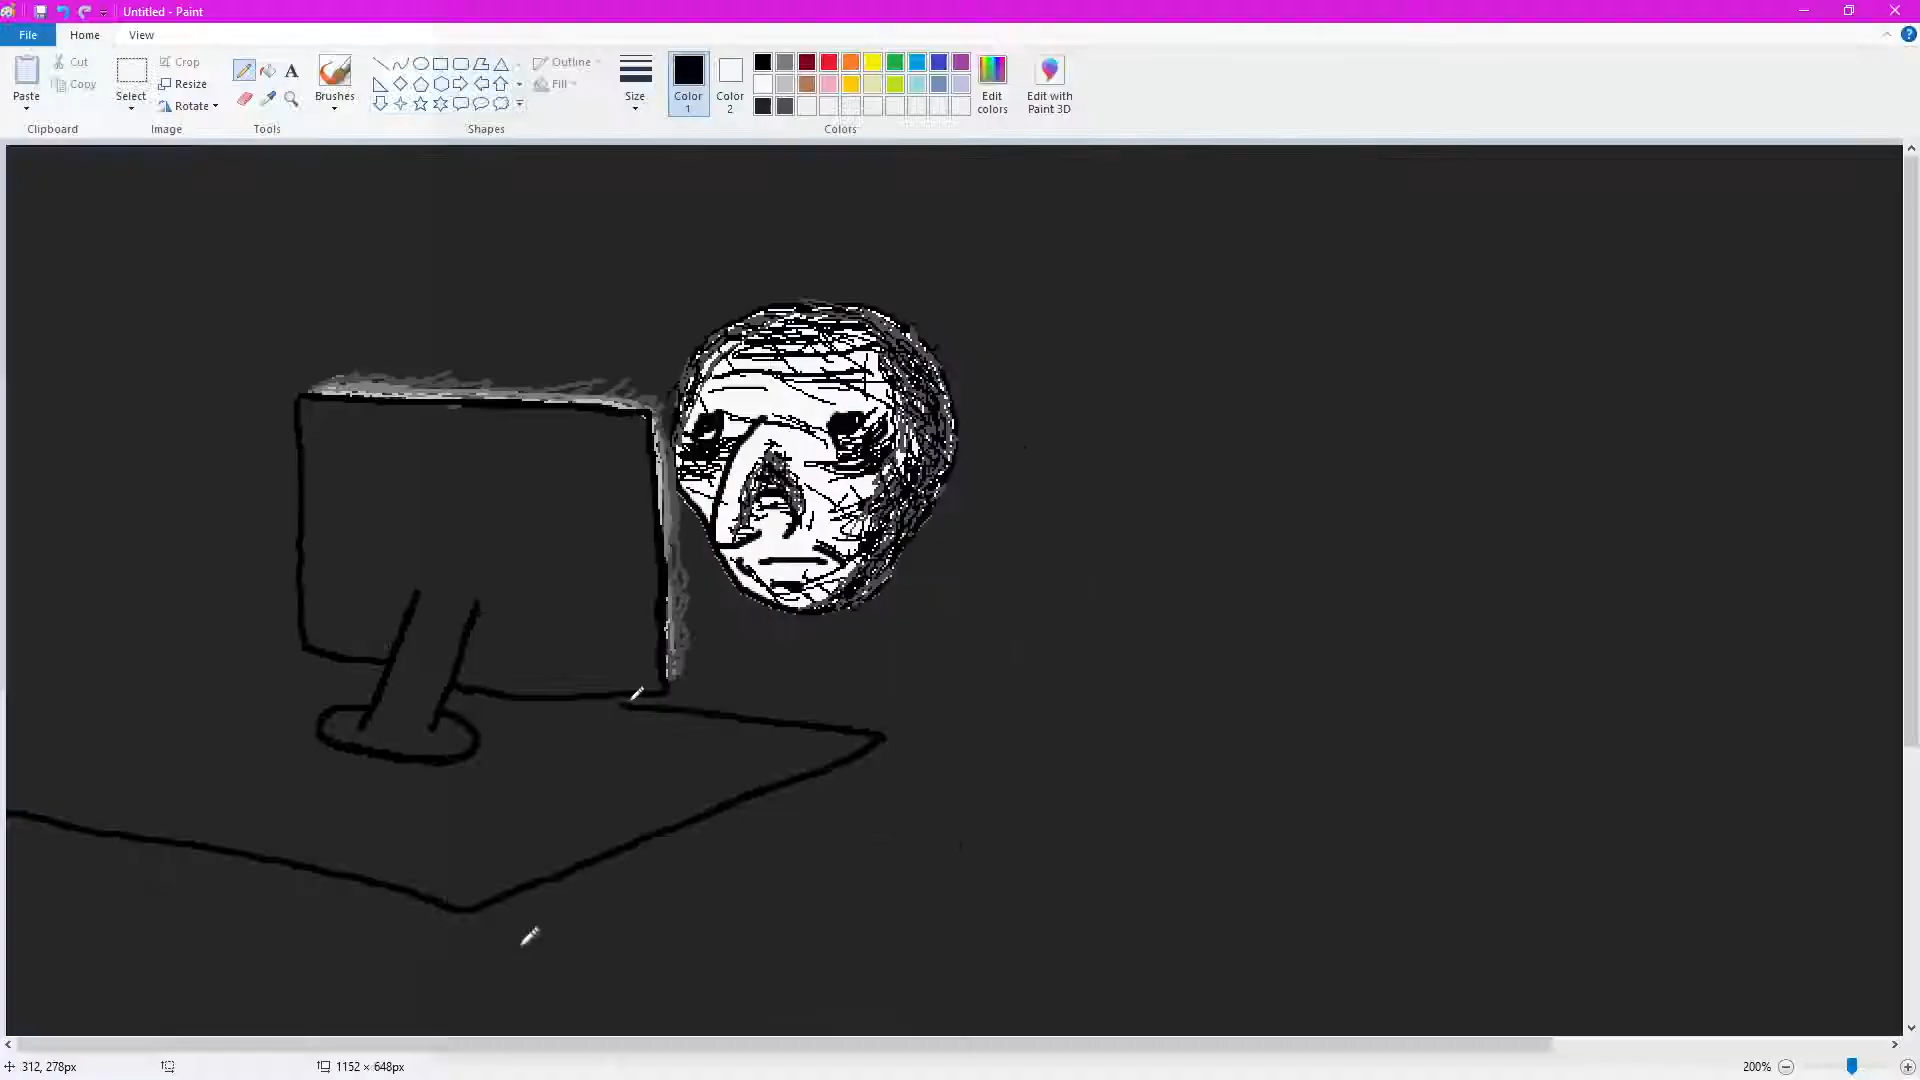 Untitled - Paint
File
Home
View
Paste
Cut
Copy
Clipboard
Select
Crop
Resize
Rotate
Image
A
Tools
Brushes
Shapes
Outline
Fill
Size
Color 1
Color 2
Colors
Edit colors
Edit with Paint 3D
312, 278px
1152 × 648px
200%